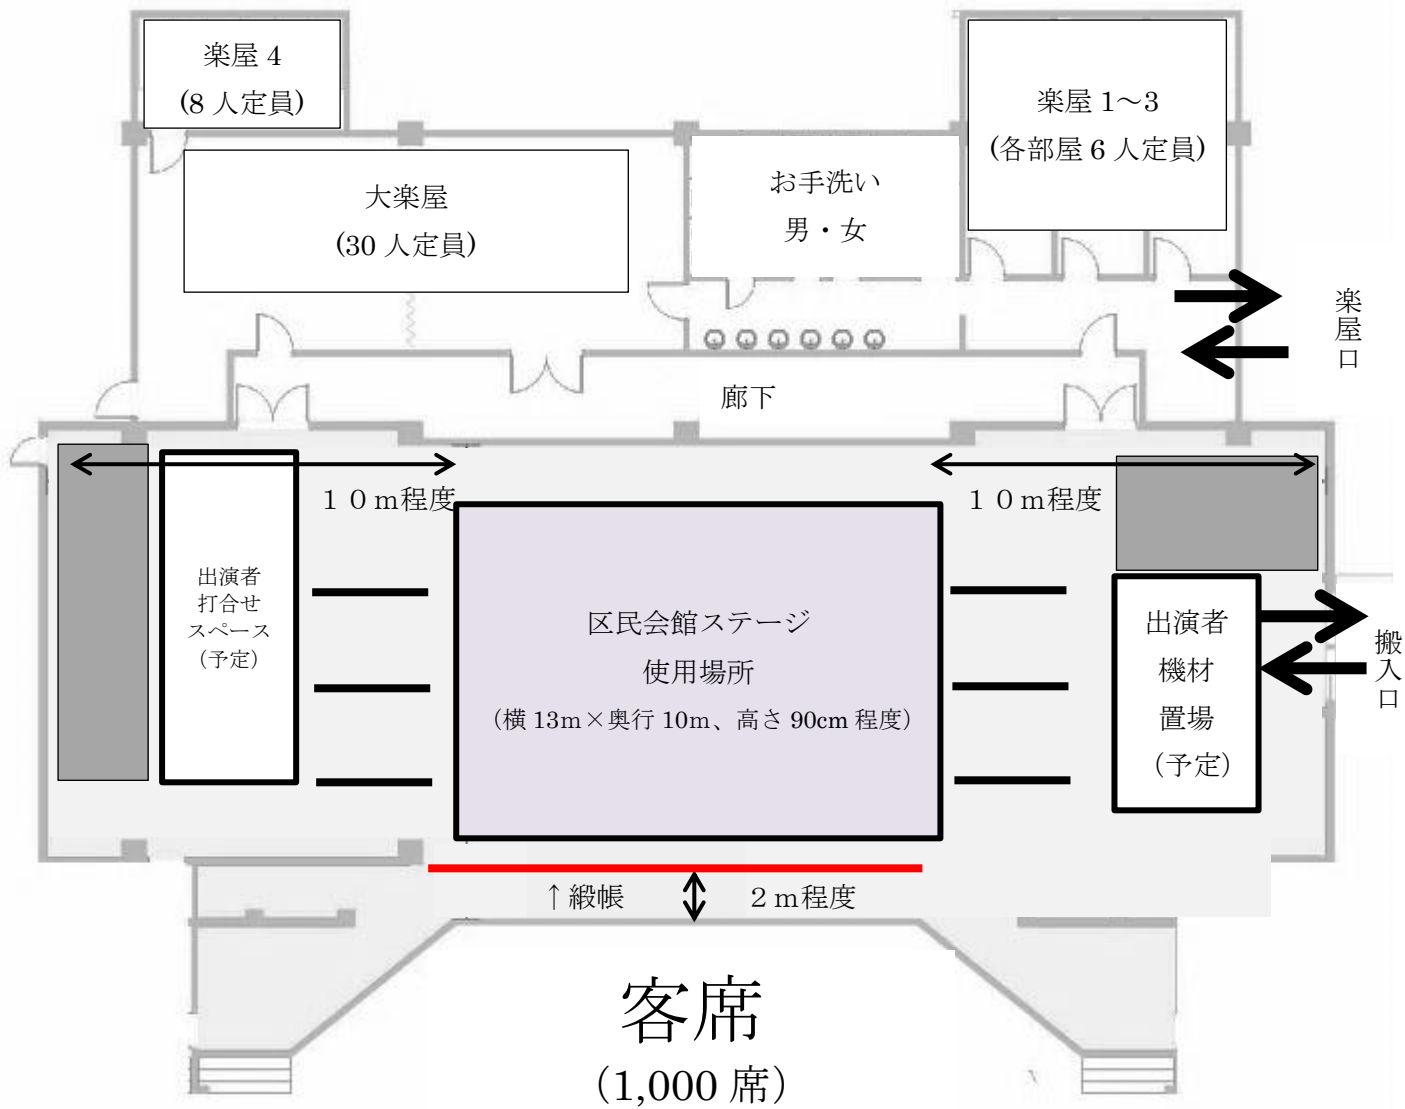 楽屋 4
(8 人定員)
楽屋 1～3
(各部屋 6 人定員)
大楽屋
(30 人定員)
お手洗い
男・女
楽屋口
廊下
１０ｍ程度
１０ｍ程度
出演者
打合せ
スペース
（予定）
区民会館ステージ
使用場所
（横 13m×奥行 10m、高さ 90cm 程度）
出演者
機材
置場
（予定）
搬入口
↑緞帳
２ｍ程度
客席
（1,000 席）